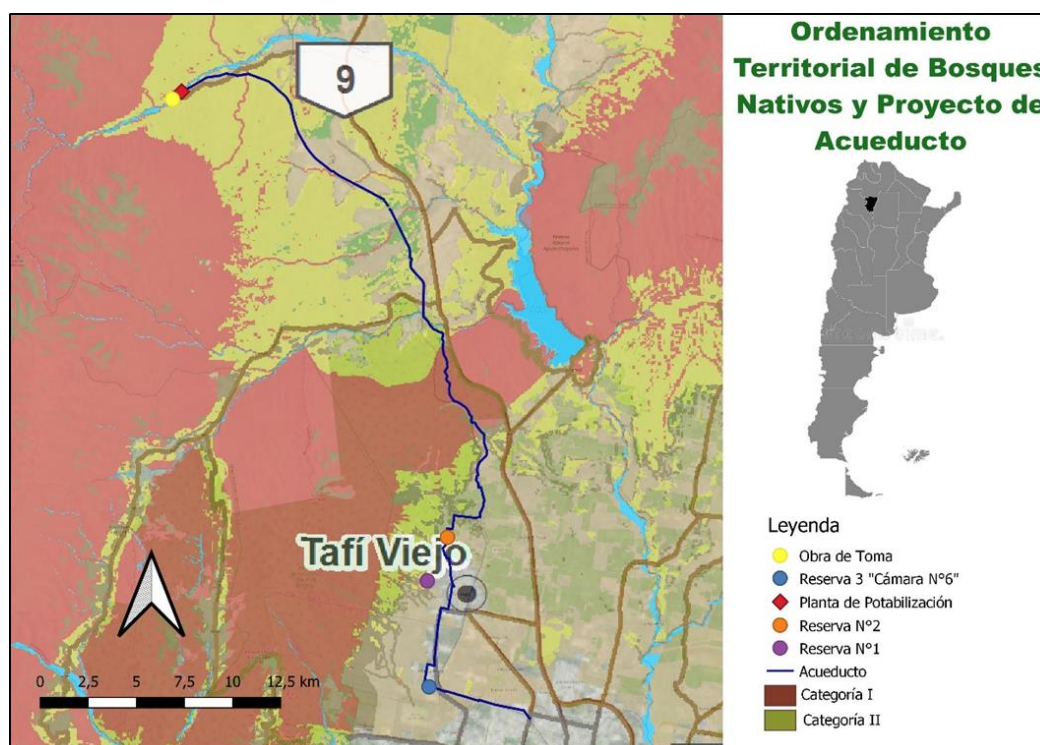 Ordenamiento
Territorial de Bosques
Nativos y Proyecto de
Acueducto
9
Tafí Viejo
0 2,5 5 7,5 10 12,5 km
Leyenda
Obra de Toma
Reserva 3 "Cámara N°6"
Planta de Potabilización
Reserva N°2
Reserva N°1
Acueducto
Categoría I
Categoría II